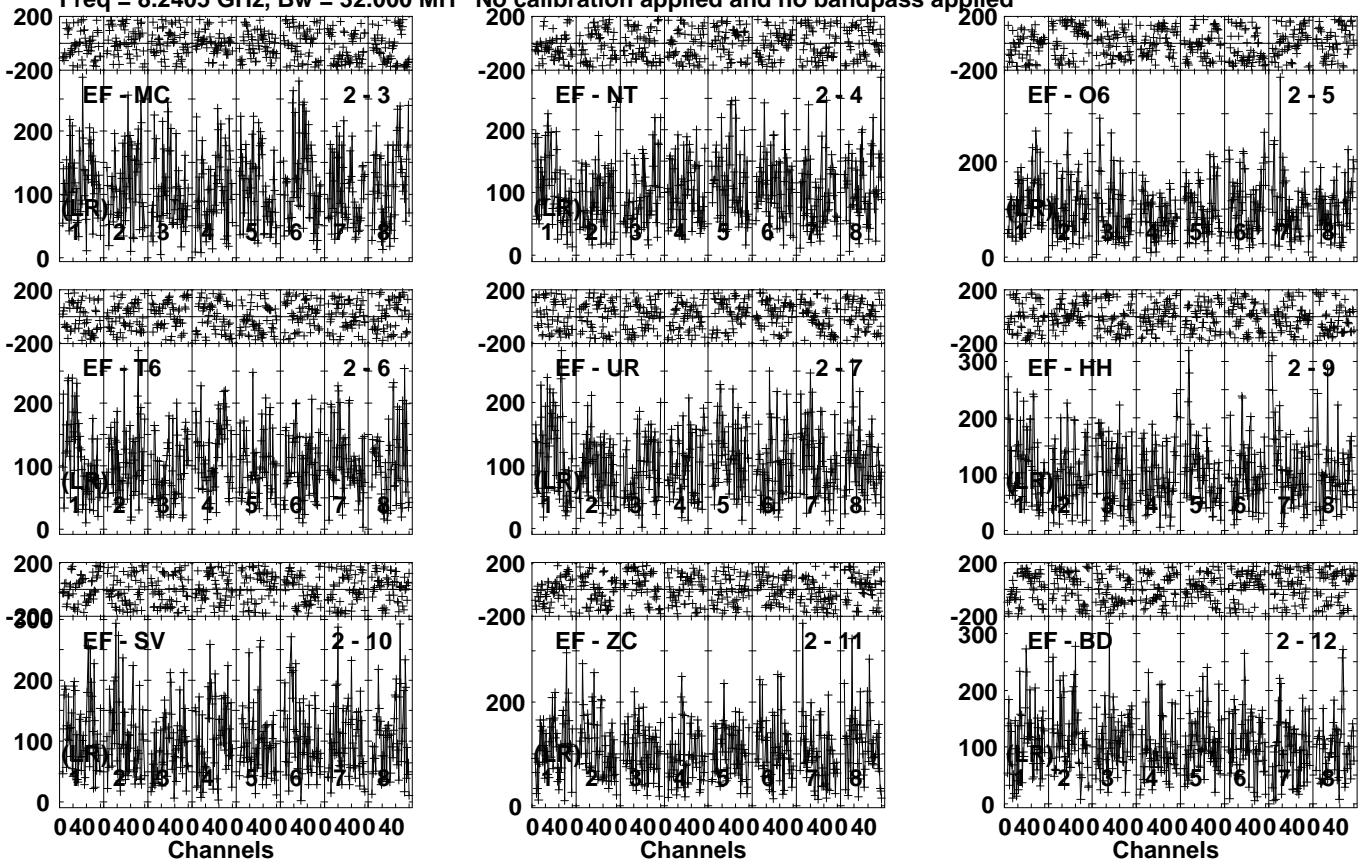 Freq = 8.2405 GHz, Bw = 32.000 MH No calibration applied and no bandpass applied
200 200 200
-200 -200
EF - MC 2 - 3 EF - NT 2 - 4 EF - O6 2 - 5
200 200 200
100 100
(LR) (LR) (LR)
1 2 3 4 5 6 7 8 1 2 3 4 5 6 7 8 1 2 3 4 5 6 7 8
0 0 0
200 200 200
-200 -200
EF - T6 2 - 6 EF - UR 2 - 7 EF - HH 2 - 9
300
200 200 200
100 100 100
(LR) (LR) (LR)
1 2 3 4 5 6 7 8 1 2 3 4 5 6 7 8 1 2 3 4 5 6 7 8
0 0 0
200 200 200
-200 -200
300 300
EF - SV 2 - 10 EF - ZC 2 - 11 EF - BD 2 - 12
200 200 200
100 100
(LR) (LR) (LR)
1 2 3 4 5 6 7 8 1 2 3 4 5 6 7 8 1 2 3 4 5 6 7 8
0 0 0
0 40 0 40 0 40 0 40 0 40 0 40 0 40 0 40 0 40 0 40 0 40 0 40 0 40 0 40 0 40 0 40 0 40 0 40 0 40 0 40 0 40 0 40 0 40 0 40
Channels Channels Channels